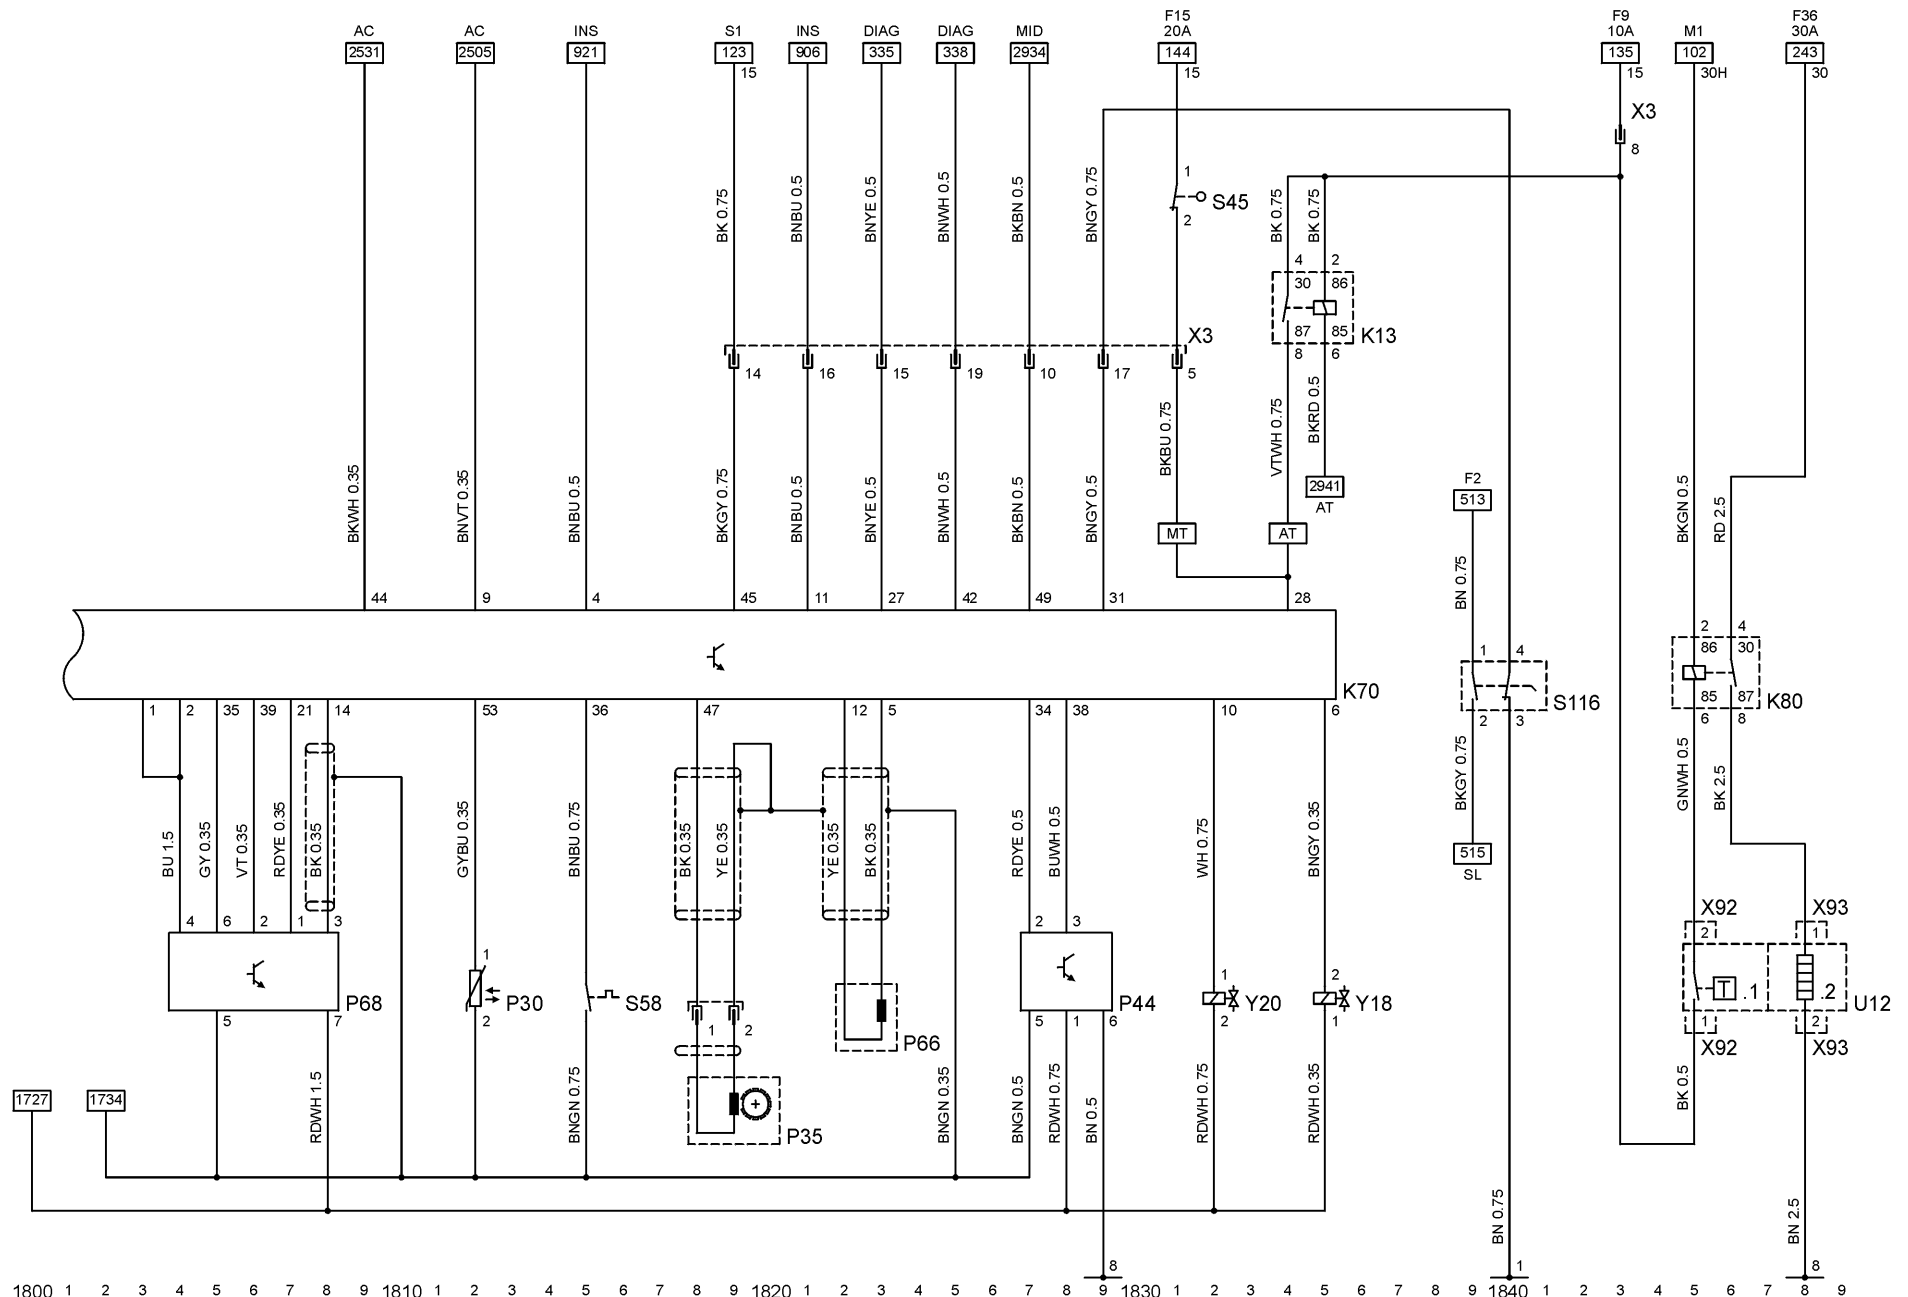 AC AC INS S1 INS DIAG DIAG MID F15 20A F9 10A M1 F36 30A
2531 2505 921 123 906 335 338 2934 144 135 102 243
15 15 15 30H 30
X3
8
BK 0.75 BNBU 0.5 BNYE 0.5 BNWH 0.5 BKBN 0.5 BNGY 0.75 1 S45 2 BK 0.75 BK 0.75
4 2
30 86
87 85 K13
8 6
X3
14 16 15 19 10 17 5
BKBU 0.75 VTWH 0.75 BKRD 0.5
2941
AT
F2
513
BKWH 0.35 BNVT 0.35 BNBU 0.5 BKGY 0.75 BNBU 0.5 BNYE 0.5 BNWH 0.5 BKBN 0.5 BNGY 0.5 MT AT BKGN 0.5 RD 2.5
BN 0.75
44 9 4 45 11 27 42 49 31 28
2 4
86 30
85 87 K80
6 8
1 4
S116
2 3
K70
1 2 35 39 21 14 53 36 47 12 5 34 38 10 6
BKGY 0.75 GNWH 0.5 BK 2.5
BU 1.5 GY 0.35 VT 0.35 RDYE 0.35 BK 0.35 GYBU 0.35 BNBU 0.75 BK 0.35 YE 0.35 YE 0.35 BK 0.35 RDYE 0.5 BUWH 0.5 WH 0.75 BNGY 0.35
515
SL
X92 X93
2 1
4 6 2 1 3 2 3
1 1 2
P68 P30 S58 P44 Y20 Y18 T .1 .2 U12
5 7 2 1 2 P66 5 1 6 2 1
1 2
X92 X93
1727 1734
RDWH 1.5 BNGN 0.75 P35 BNGN 0.35 BNGN 0.5 RDWH 0.75 BN 0.5 RDWH 0.75 RDWH 0.35 BK 0.5
BN 0.75 BN 2.5
8 1 8
1800 1 2 3 4 5 6 7 8 9 1810 1 2 3 4 5 6 7 8 9 1820 1 2 3 4 5 6 7 8 9 1830 1 2 3 4 5 6 7 8 9 1840 1 2 3 4 5 6 7 8 9